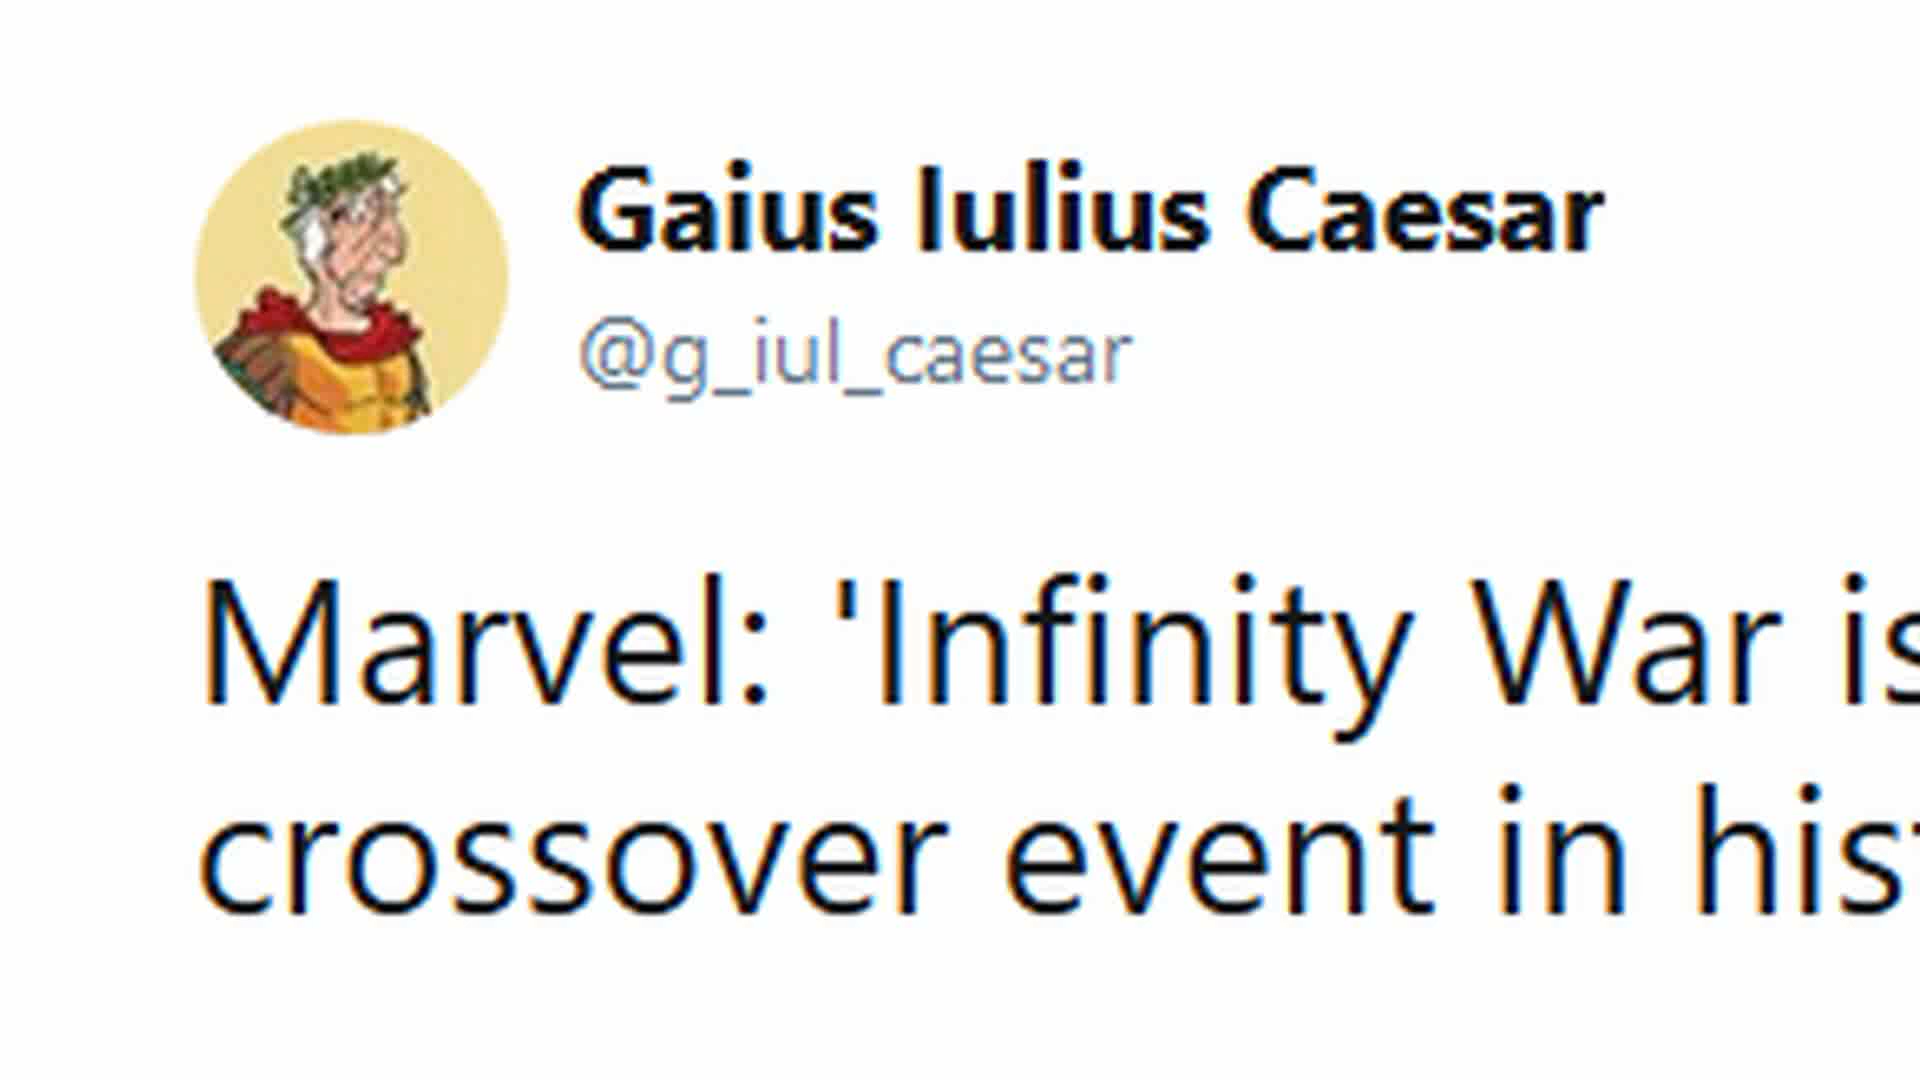 Gaius Iulius Caesar
@g_iul_caesar
Marvel: 'Infinity War is
crossover event in hist